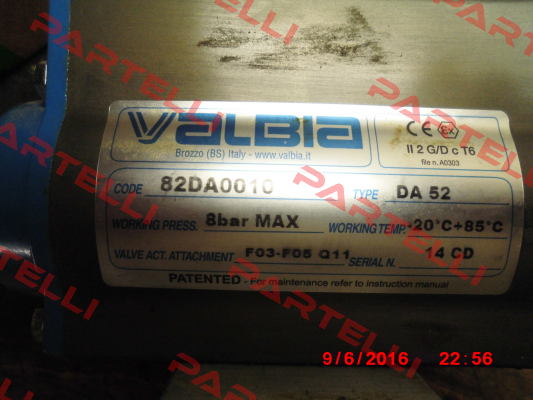 VALBIA
Brozzo (BS) Italy - www.valbia.it
CE Ex
II 2 G/D c T6
file n. A0303
CODE 82DA0010 TYPE DA 52
WORKING PRESS. 8bar MAX WORKING TEMP. -20°C+85°C
VALVE ACT. ATTACHMENT F03-F05 Q11 SERIAL N. 14 CD
PATENTED - For maintenance refer to instruction manual
9/6/2016 22:56
PARTELLI
PARTELLI
PARTELLI
PARTELLI
PARTELLI
PARTELLI